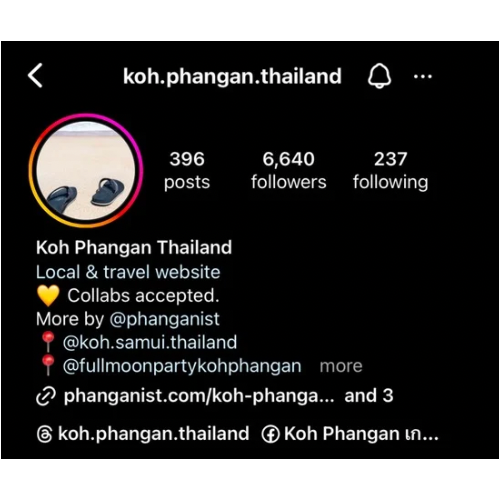 koh.phangan.thailand
396 6,640 237
posts followers following
Koh Phangan Thailand
Local & travel website
💛 Collabs accepted.
More by @phanganist
📍 @koh.samui.thailand
📍 @fullmoonpartykohphangan more
phanganist.com/koh-phanga... and 3
koh.phangan.thailand Koh Phangan เก...